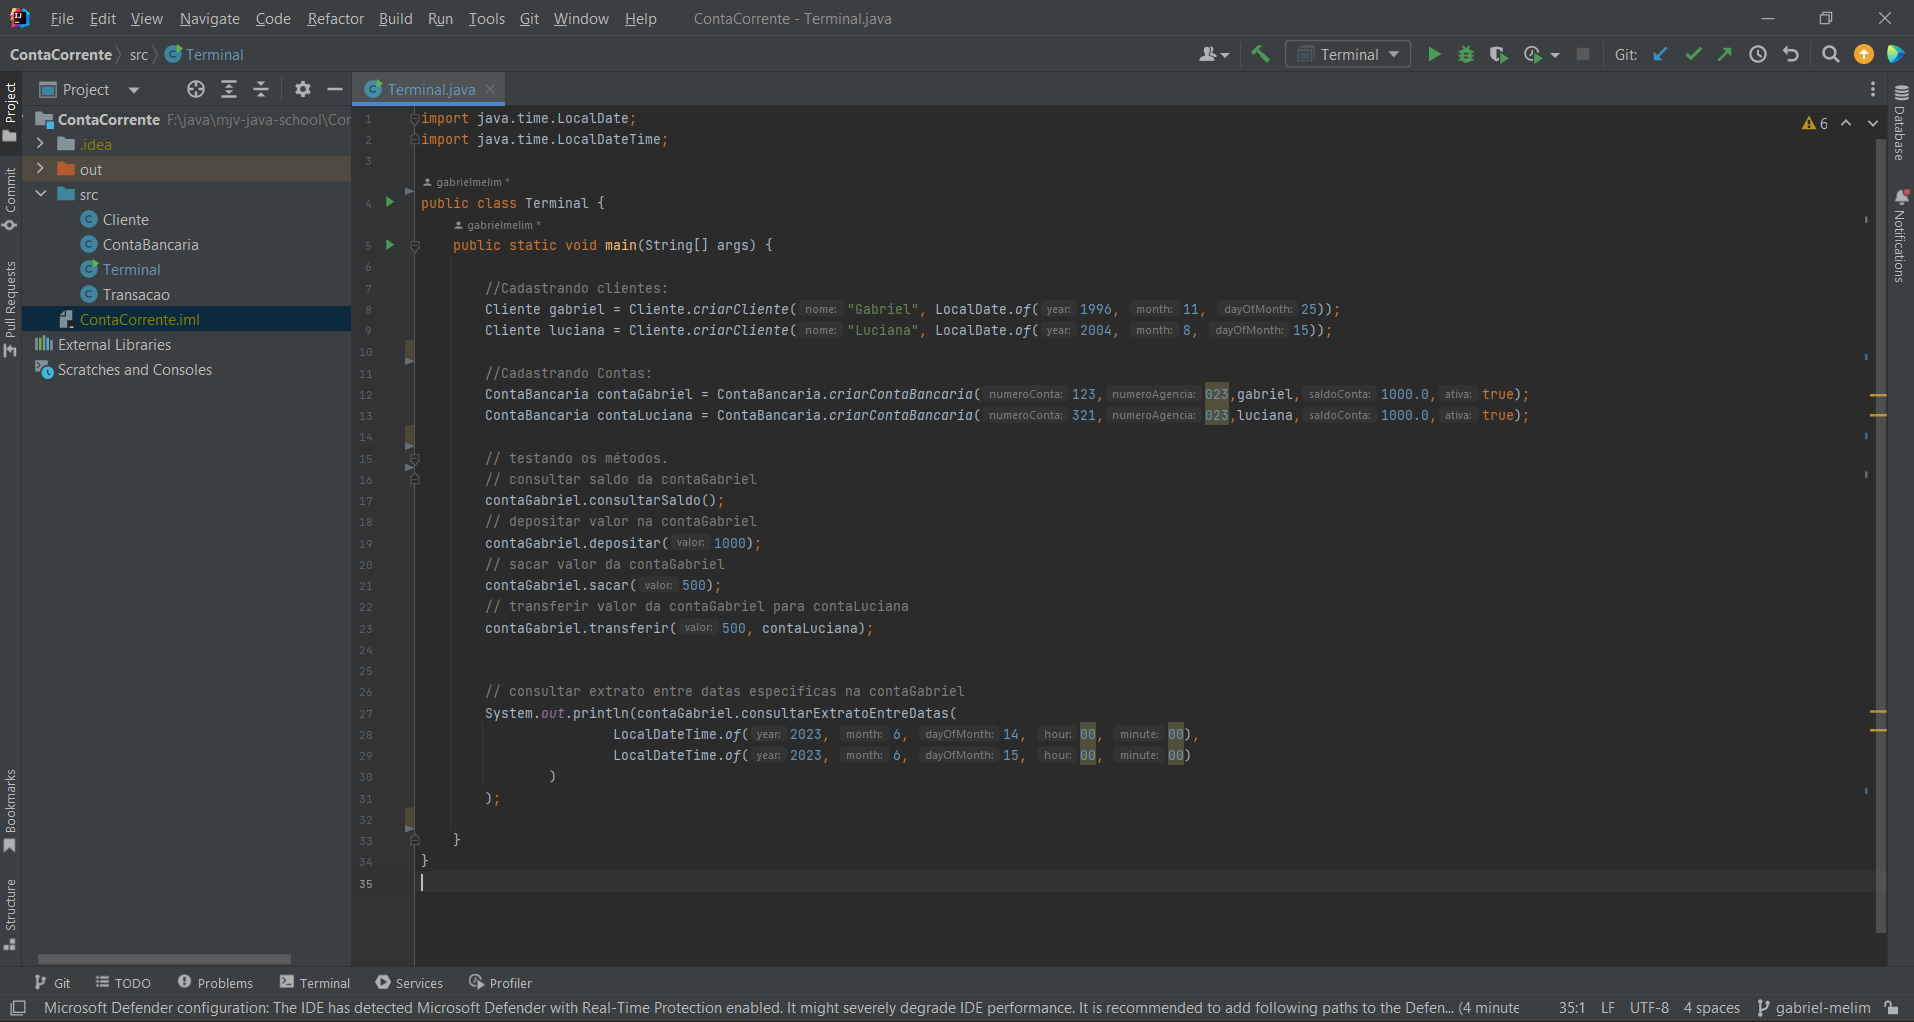 File Edit View Navigate Code Refactor Build Run Tools Git Window Help ContaCorrente - Terminal.java
ContaCorrente src Terminal
Terminal Git:
Project
Terminal.java
ContaCorrente F:\java\mjv-java-school\Cor
.idea
out
src
Cliente
ContaBancaria
Terminal
Transacao
ContaCorrente.iml
External Libraries
Scratches and Consoles
Project
Commit
Pull Requests
Bookmarks
Structure
6
1 import java.time.LocalDate;
2 import java.time.LocalDateTime;
3
gabrielmelim *
4 public class Terminal {
gabrielmelim *
5 public static void main(String[] args) {
6
7 //Cadastrando clientes:
8 Cliente gabriel = Cliente.criarCliente( nome: "Gabriel", LocalDate.of( year: 1996, month: 11, dayOfMonth: 25));
9 Cliente luciana = Cliente.criarCliente( nome: "Luciana", LocalDate.of( year: 2004, month: 8, dayOfMonth: 15));
10
11 //Cadastrando Contas:
12 ContaBancaria contaGabriel = ContaBancaria.criarContaBancaria( numeroConta: 123, numeroAgencia: 023,gabriel, saldoConta: 1000.0, ativa: true);
13 ContaBancaria contaLuciana = ContaBancaria.criarContaBancaria( numeroConta: 321, numeroAgencia: 023,luciana, saldoConta: 1000.0, ativa: true);
14
15 // testando os métodos.
16 // consultar saldo da contaGabriel
17 contaGabriel.consultarSaldo();
18 // depositar valor na contaGabriel
19 contaGabriel.depositar( valor: 1000);
20 // sacar valor da contaGabriel
21 contaGabriel.sacar( valor: 500);
22 // transferir valor da contaGabriel para contaLuciana
23 contaGabriel.transferir( valor: 500, contaLuciana);
24
25
26 // consultar extrato entre datas especificas na contaGabriel
27 System.out.println(contaGabriel.consultarExtratoEntreDatas(
28 LocalDateTime.of( year: 2023, month: 6, dayOfMonth: 14, hour: 00, minute: 00),
29 LocalDateTime.of( year: 2023, month: 6, dayOfMonth: 15, hour: 00, minute: 00)
30 )
31 );
32
33 }
34 }
35
Database
Notifications
Git TODO Problems Terminal Services Profiler
Microsoft Defender configuration: The IDE has detected Microsoft Defender with Real-Time Protection enabled. It might severely degrade IDE performance. It is recommended to add following paths to the Defen... (4 minute 35:1 LF UTF-8 4 spaces gabriel-melim